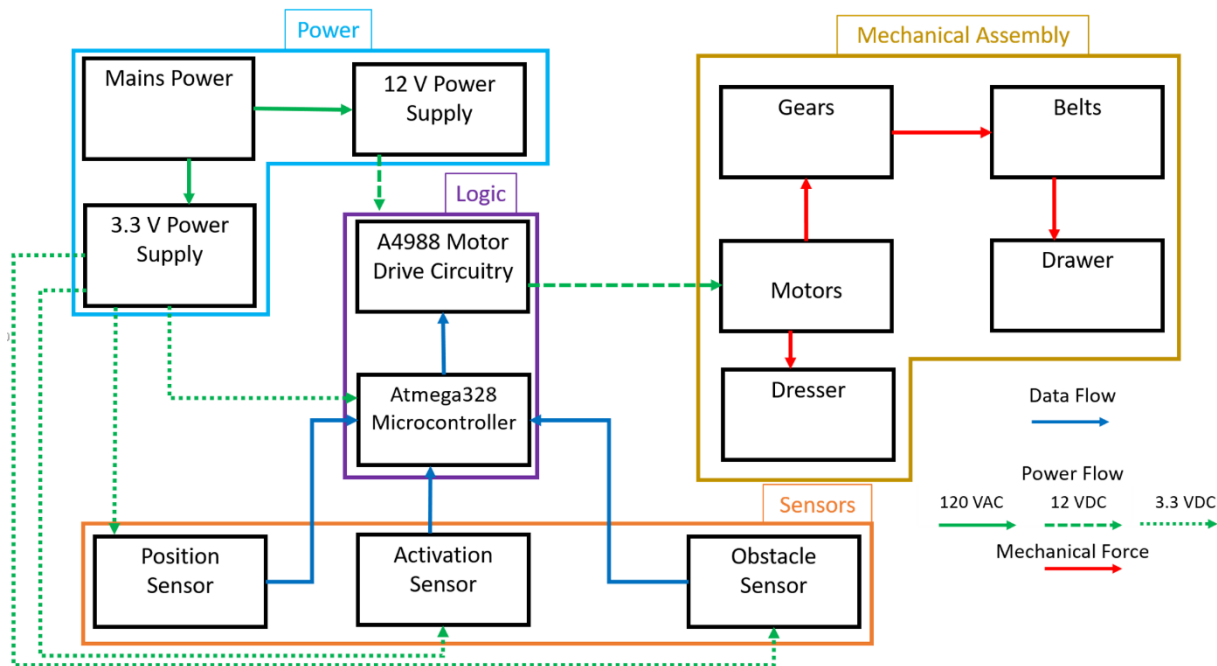 Power
Mechanical Assembly
Mains Power
12 V Power
Supply
Gears
Belts
Logic
3.3 V Power
Supply
A4988 Motor
Drive Circuitry
Motors
Drawer
Dresser
Atmega328
Microcontroller
Data Flow
Power Flow
120 VAC
12 VDC
3.3 VDC
Mechanical Force
Sensors
Position
Sensor
Activation
Sensor
Obstacle
Sensor